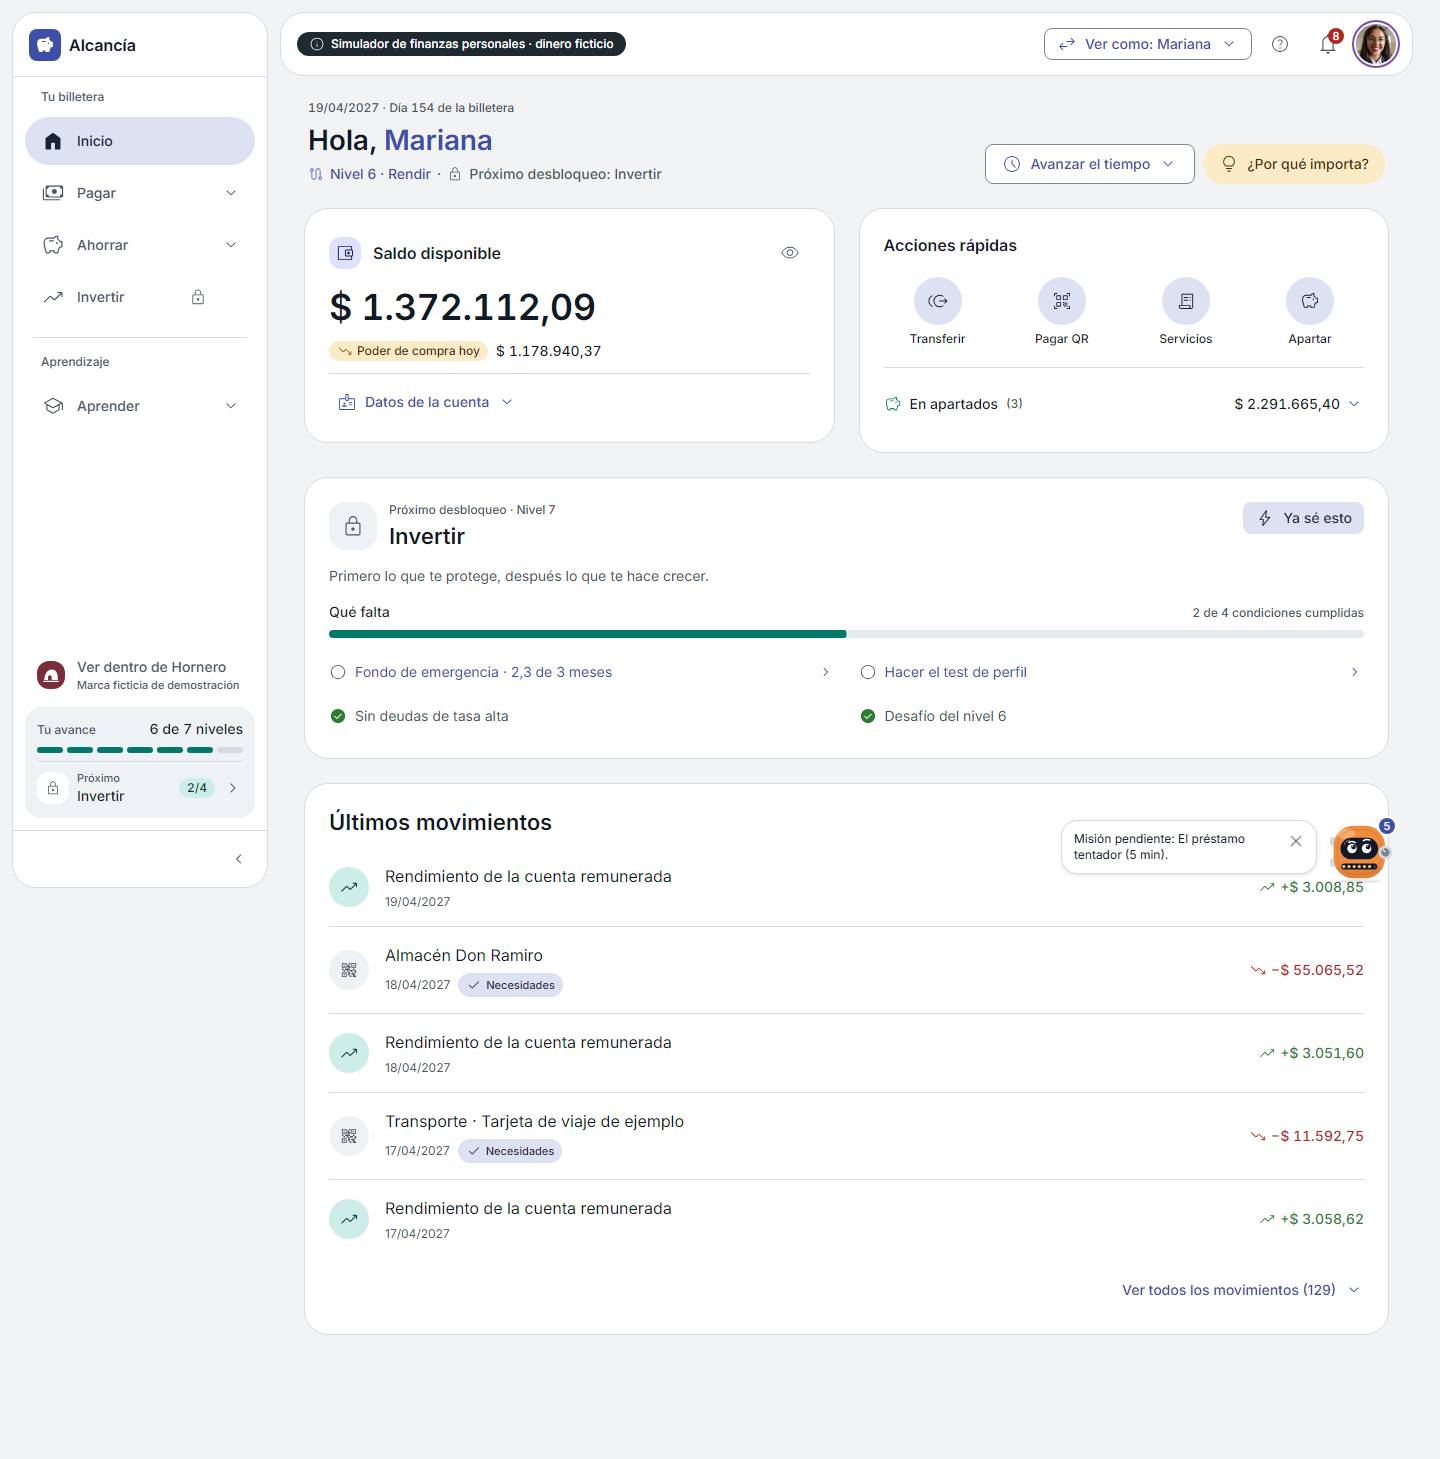 Alcancía
Tu billetera
Inicio
Pagar
Ahorrar
Invertir
Aprendizaje
Aprender
Ver dentro de Hornero
Marca ficticia de demostración
Tu avance 6 de 7 niveles
Próximo
Invertir
2/4
Simulador de finanzas personales · dinero ficticio
Ver como: Mariana
8
19/04/2027 · Día 154 de la billetera
Hola, Mariana
Nivel 6 · Rendir · Próximo desbloqueo: Invertir
Avanzar el tiempo
¿Por qué importa?
Saldo disponible
$ 1.372.112,09
Poder de compra hoy $ 1.178.940,37
Datos de la cuenta
Acciones rápidas
Transferir
Pagar QR
Servicios
Apartar
En apartados (3) $ 2.291.665,40
Próximo desbloqueo · Nivel 7
Invertir
Ya sé esto
Primero lo que te protege, después lo que te hace crecer.
Qué falta 2 de 4 condiciones cumplidas
Fondo de emergencia · 2,3 de 3 meses
Hacer el test de perfil
Sin deudas de tasa alta
Desafío del nivel 6
Últimos movimientos
Misión pendiente: El préstamo
tentador (5 min).
5
Rendimiento de la cuenta remunerada
19/04/2027
+$ 3.008,85
Almacén Don Ramiro
18/04/2027 Necesidades
−$ 55.065,52
Rendimiento de la cuenta remunerada
18/04/2027
+$ 3.051,60
Transporte · Tarjeta de viaje de ejemplo
17/04/2027 Necesidades
−$ 11.592,75
Rendimiento de la cuenta remunerada
17/04/2027
+$ 3.058,62
Ver todos los movimientos (129)